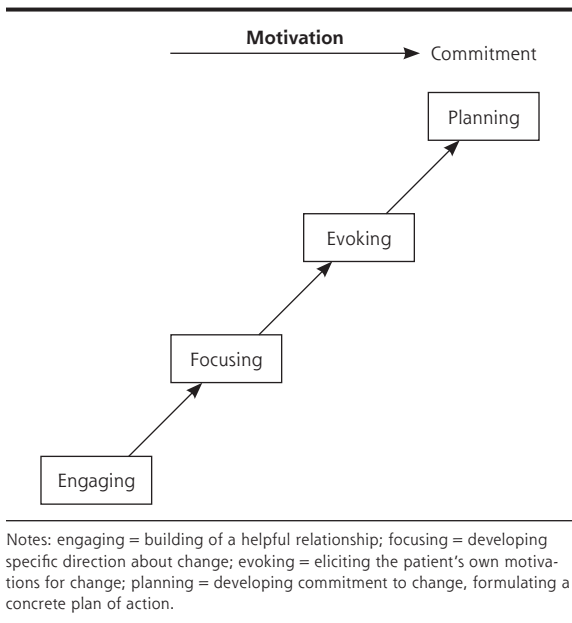 Motivation
Commitment
Planning
Evoking
Focusing
Engaging
Notes: engaging = building of a helpful relationship; focusing = developing
specific direction about change; evoking = eliciting the patient's own motiva-
tions for change; planning = developing commitment to change, formulating a
concrete plan of action.